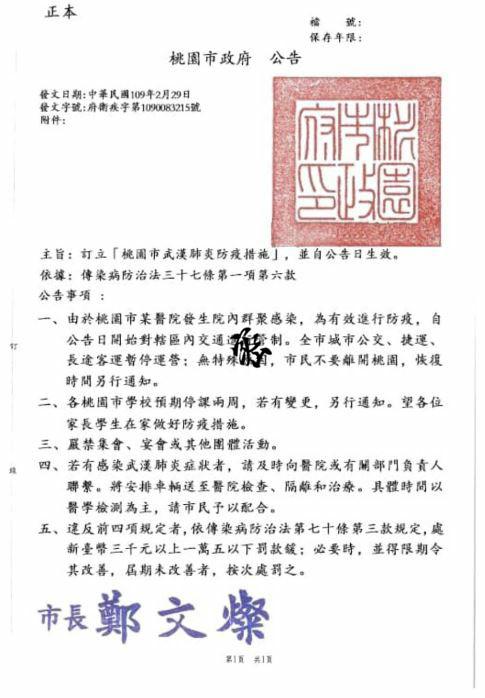 正本
檔 號：
保存年限：
桃園市政府 公告
發文日期：中華民國109年2月29日
發文字號：府衛疾字第1090083215號
附件：
桃園市政府印
主旨：訂立「桃園市武漢肺炎防疫措施」，並自公告日生效。
依據：傳染病防治法三十七條第一項第六款
公告事項：
一、由於桃園市某醫院發生院內群聚感染，為有效進行防疫，自
公告日開始對轄區內交通管制。全市城市公交、捷運、
長途客運暫停運營；無特殊因，市民不要離開桃園，恢復
時間另行通知。
二、各桃園市學校預期停課兩周，若有變更，另行通知。望各位
家長學生在家做好防疫措施。
三、嚴禁集會、宴會或其他團體活動。
四、若有感染武漢肺炎症狀者，請及時向醫院或有關部門負責人
聯繫。將安排車輛送至醫院檢查、隔離和治療。具體時間以
醫學檢測為主，請市民予以配合。
五、違反前四項規定者，依傳染病防治法第七十條第三款規定，處
新臺幣三千元以上一萬五以下罰款鍰；必要時，並得限期令
其改善，屆期未改善者，按次處罰之。
訂
線
市長 鄭文燦
第1頁 共1頁